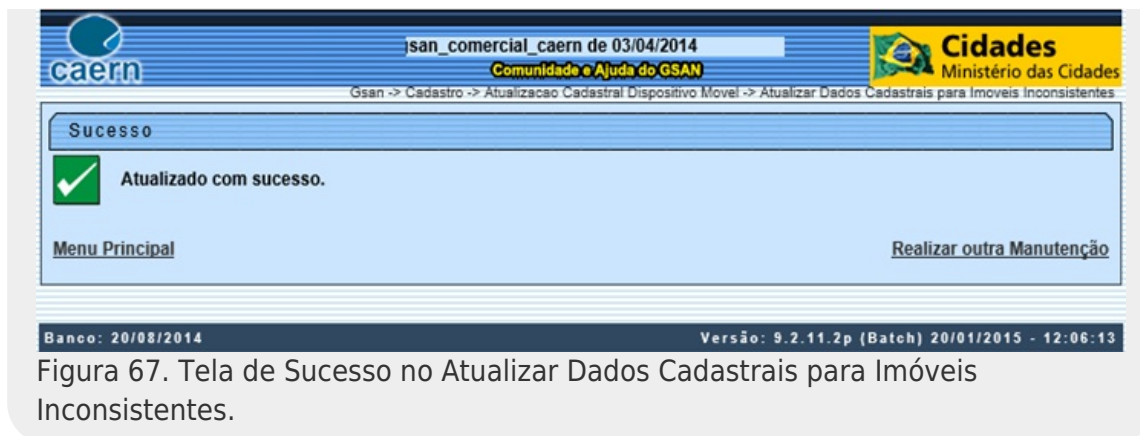 caern
san_comercial_caern de 03/04/2014
Comunidade e Ajuda do GSAN
Cidades
Ministério das Cidades
Gsan -> Cadastro -> Atualizacao Cadastral Dispositivo Movel -> Atualizar Dados Cadastrais para Imoveis Inconsistentes
Sucesso
Atualizado com sucesso.
Menu Principal
Realizar outra Manutenção
Banco: 20/08/2014
Versão: 9.2.11.2p (Batch) 20/01/2015 - 12:06:13
Figura 67. Tela de Sucesso no Atualizar Dados Cadastrais para Imóveis
Inconsistentes.